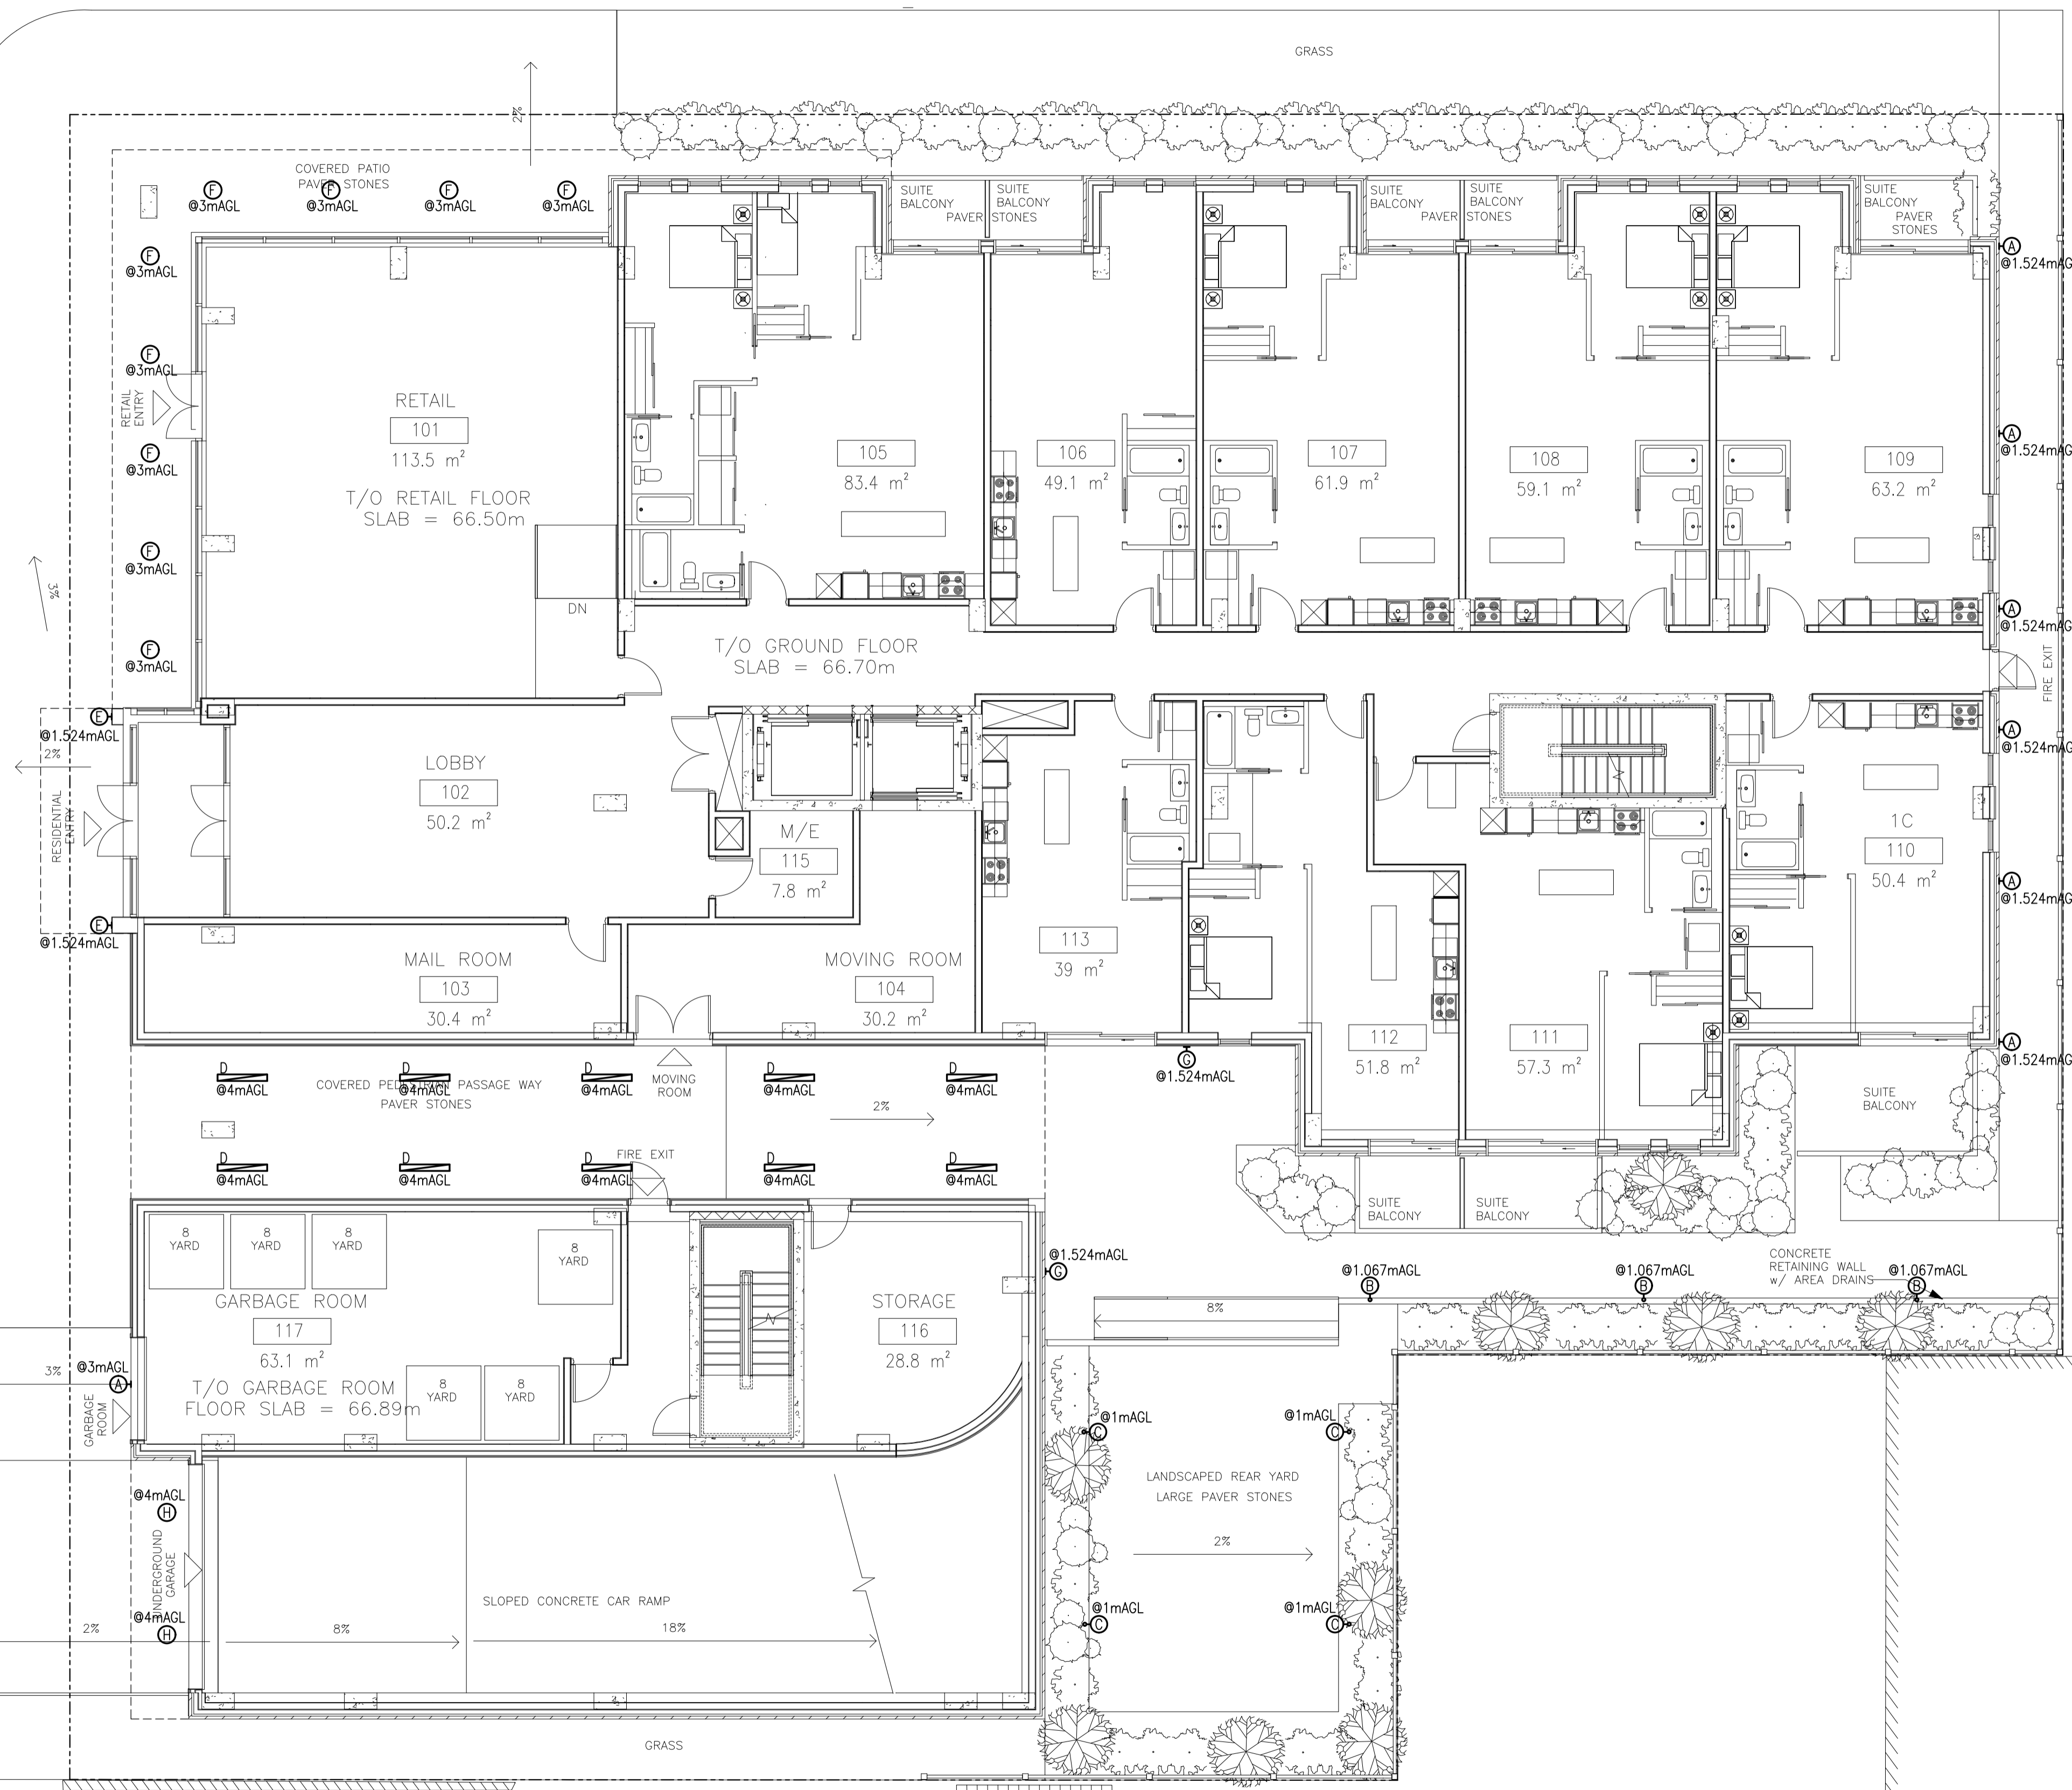 GRASS
2%
COVERED PATIO
PAVER STONES
F
@3mAGL
F
@3mAGL
F
@3mAGL
F
@3mAGL
SUITE
BALCONY
SUITE
BALCONY
PAVER STONES
SUITE
BALCONY
SUITE
BALCONY
PAVER STONES
SUITE
BALCONY
PAVER
STONES
F
@3mAGL
A
@1.524mAG
F
@3mAGL
RETAIL
ENTRY
RETAIL
101
113.5 m²
T/O RETAIL FLOOR
SLAB = 66.50m
F
@3mAGL
105
83.4 m²
106
49.1 m²
107
61.9 m²
108
59.1 m²
109
63.2 m²
A
@1.524mAG
F
@3mAGL
3%
DN
A
@1.524mAG
F
@3mAGL
T/O GROUND FLOOR
SLAB = 66.70m
FIRE EXIT
E
@1.524mAGL
2%
RESIDENTIAL
ENTRY
LOBBY
102
50.2 m²
M/E
115
7.8 m²
A
@1.524mAG
1C
110
50.4 m²
A
@1.524mAG
E
@1.524mAGL
MAIL ROOM
103
30.4 m²
MOVING ROOM
104
30.2 m²
113
39 m²
112
51.8 m²
111
57.3 m²
A
@1.524mAG
G
@1.524mAGL
D
@4mAGL
D
@4mAGL
D
@4mAGL
D
@4mAGL
D
@4mAGL
COVERED PEDESTRIAN PASSAGE WAY
PAVER STONES
MOVING
ROOM
2%
SUITE
BALCONY
FIRE EXIT
D
@4mAGL
D
@4mAGL
D
@4mAGL
D
@4mAGL
D
@4mAGL
SUITE
BALCONY
SUITE
BALCONY
8
YARD
8
YARD
8
YARD
8
YARD
GARBAGE ROOM
117
63.1 m²
T/O GARBAGE ROOM
FLOOR SLAB = 66.89m
8
YARD
8
YARD
STORAGE
116
28.8 m²
@1.524mAGL
G
@1.067mAGL
B
@1.067mAGL
B
@1.067mAGL
B
CONCRETE
RETAINING WALL
w/ AREA DRAINS
8%
3%
@3mAGL
A
GARBAGE
ROOM
@1mAGL
C
@1mAGL
C
LANDSCAPED REAR YARD
LARGE PAVER STONES
2%
@4mAGL
H
UNDERGROUND
GARAGE
@4mAGL
H
SLOPED CONCRETE CAR RAMP
2%
8%
18%
@1mAGL
C
@1mAGL
C
GRASS